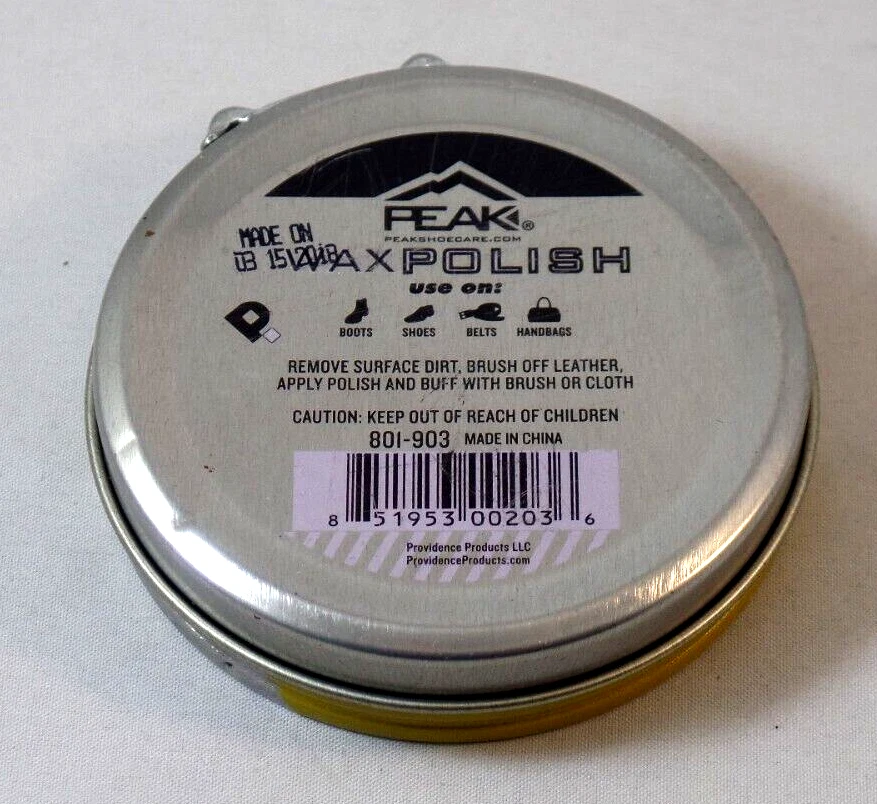 PEAK®
PEAKSHOECARE.COM
MADE ON
03 15\2018
WAX POLISH
use on:
BOOTS SHOES BELTS HANDBAGS
REMOVE SURFACE DIRT, BRUSH OFF LEATHER,
APPLY POLISH AND BUFF WITH BRUSH OR CLOTH
CAUTION: KEEP OUT OF REACH OF CHILDREN
801-903 MADE IN CHINA
8 51953 00203 6
Providence Products LLC
ProvidenceProducts.com